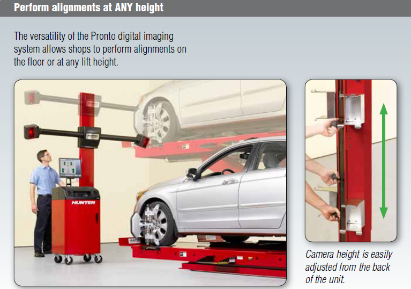 Perform alignments at ANY height
The versatility of the Pronto digital imaging
system allows shops to perform alignments on
the floor or at any lift height.
HUNTER
Camera height is easily
adjusted from the back
of the unit.